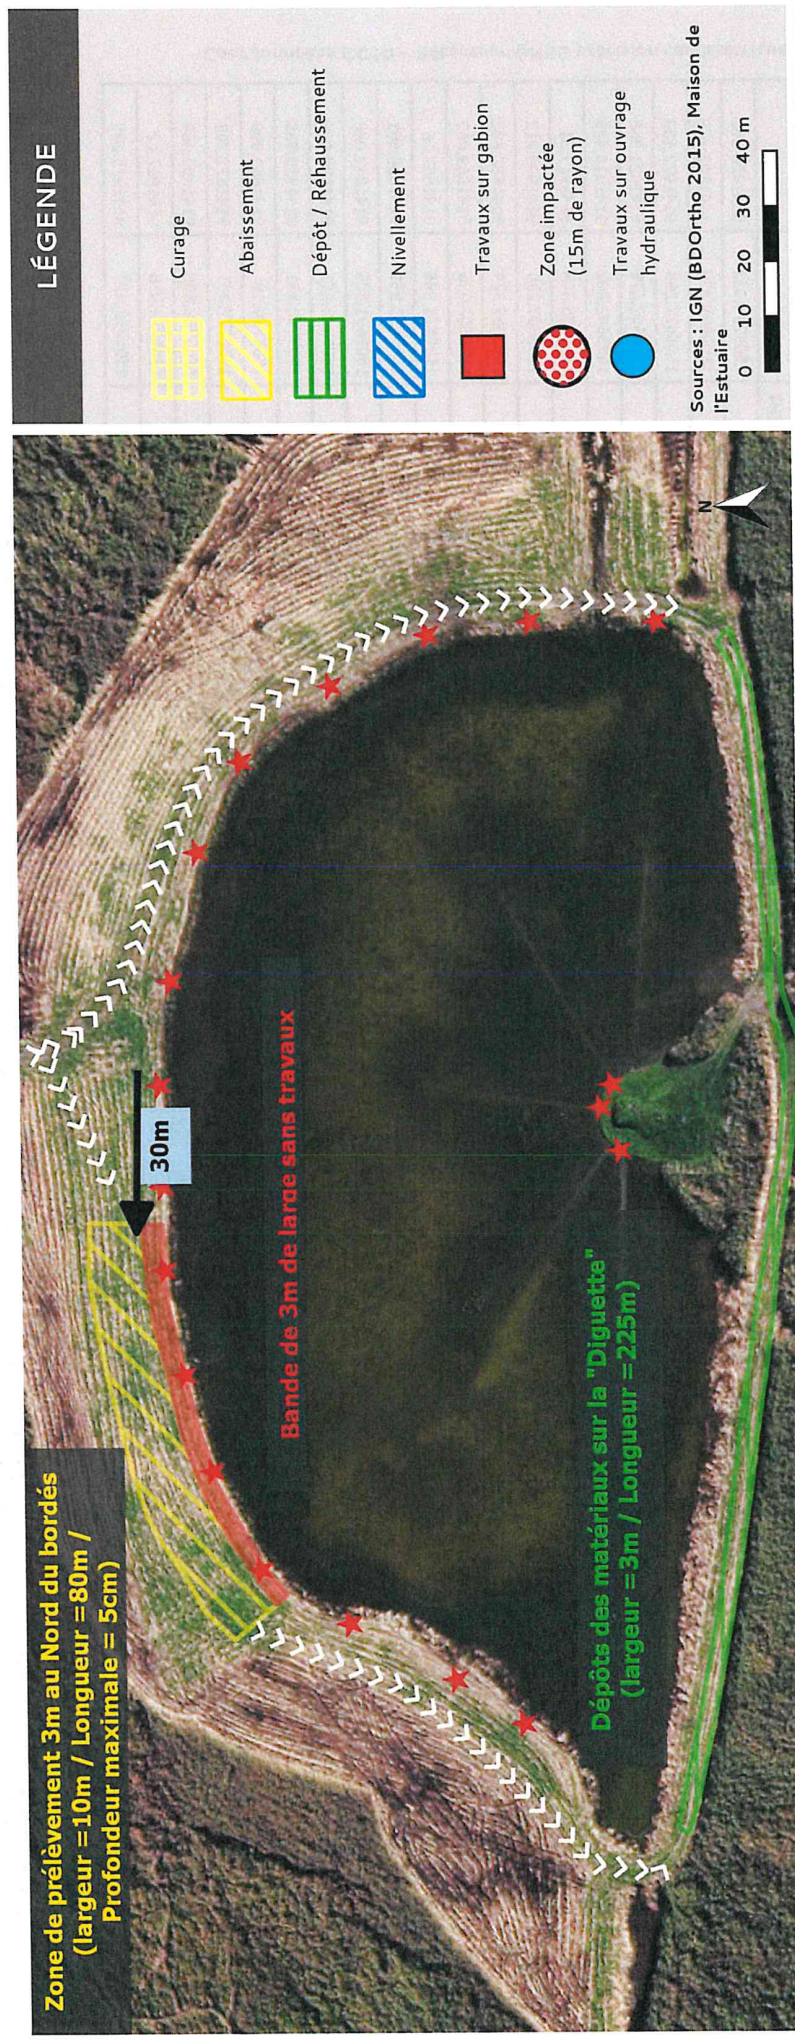 Zone de prélèvement 3m au Nord du bordés
(largeur =10m / Longueur =80m /
Profondeur maximale = 5cm)
30m
Bande de 3m de large sans travaux
Dépôts des matériaux sur la "Diguette"
(largeur =3m / Longueur =225m)
N
LÉGENDE
Curage
Abaissement
Dépôt / Réhaussement
Nivellement
Travaux sur gabion
Zone impactée
(15m de rayon)
Travaux sur ouvrage
hydraulique
Sources : IGN (BDOrtho 2015), Maison de
l'Estuaire
0 10 20 30 40 m